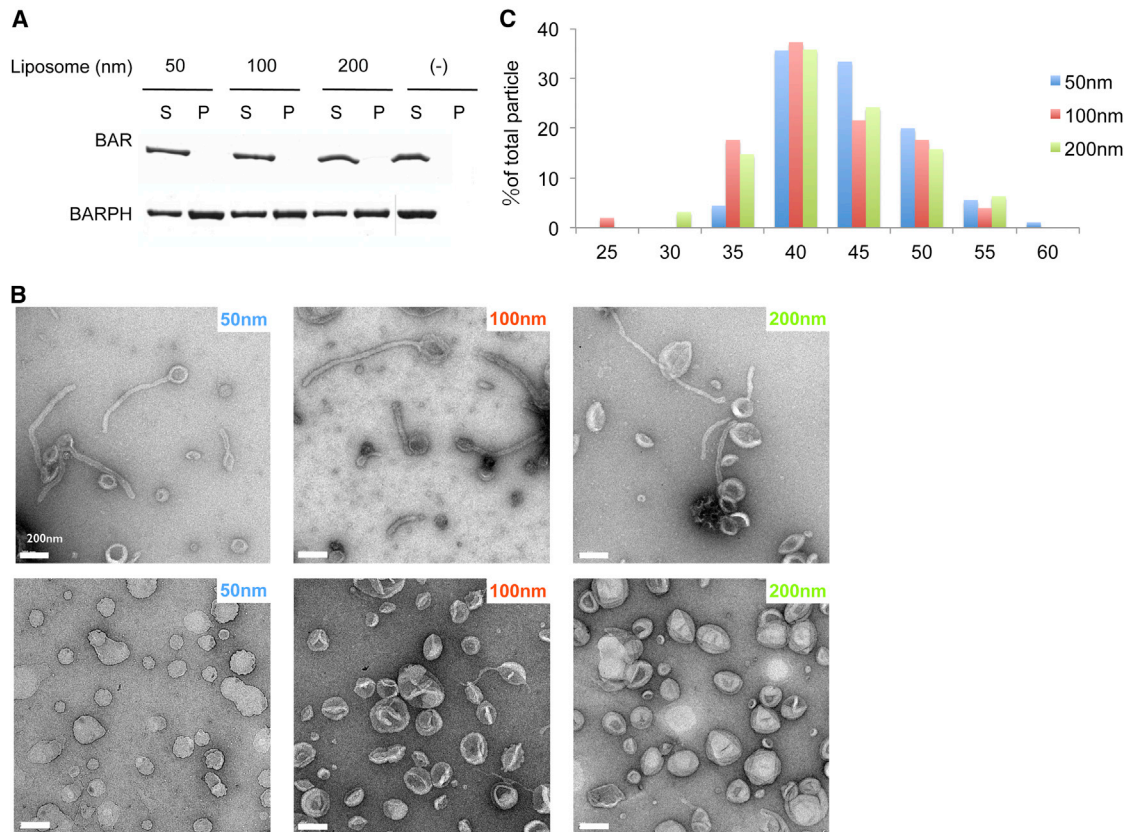 A
Liposome (nm) 50 100 200 (-)
S P S P S P S P
BAR
BARPH
C
40
30
20
10
0
% of total particle
25 30 35 40 45 50 55 60
50nm
100nm
200nm
B
50nm 100nm 200nm
200nm
50nm 100nm 200nm